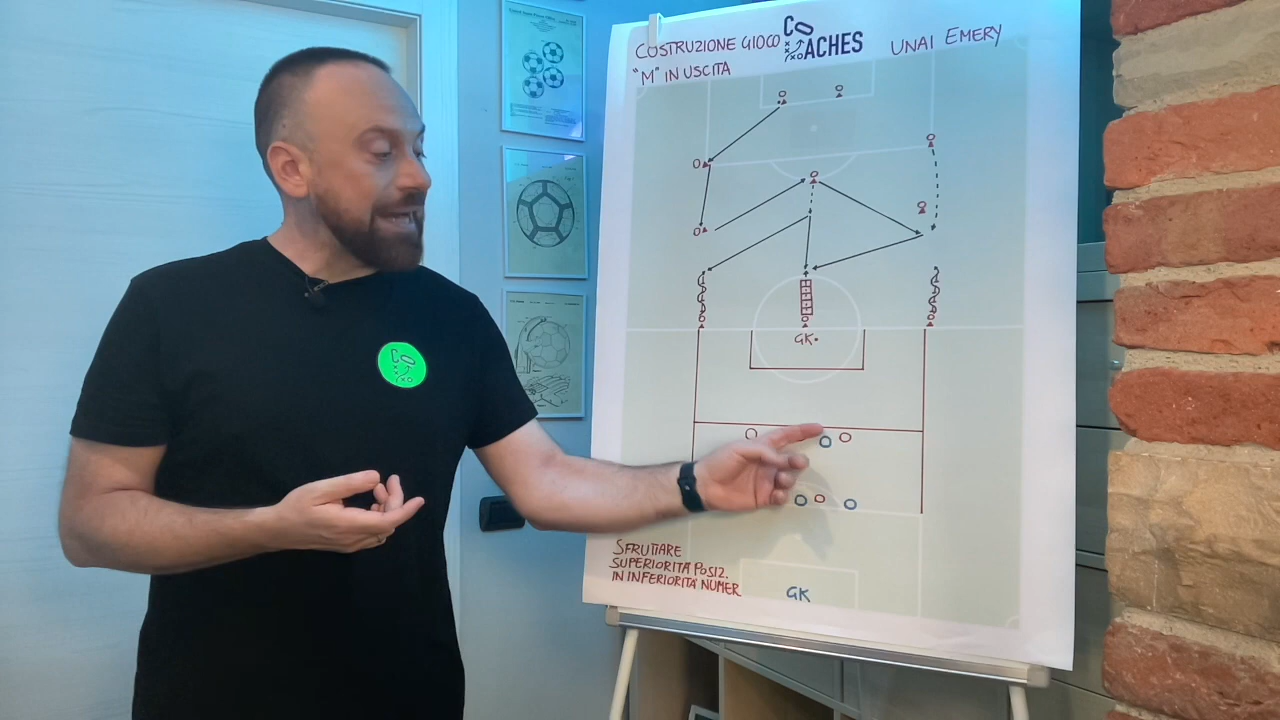 COSTRUZIONE GIOCO
COACHES
UNAI EMERY
"M" IN USCITA
GK
SFRUTTARE
SUPERIORITÀ POSIZ.
IN INFERIORITÀ NUMER
GK